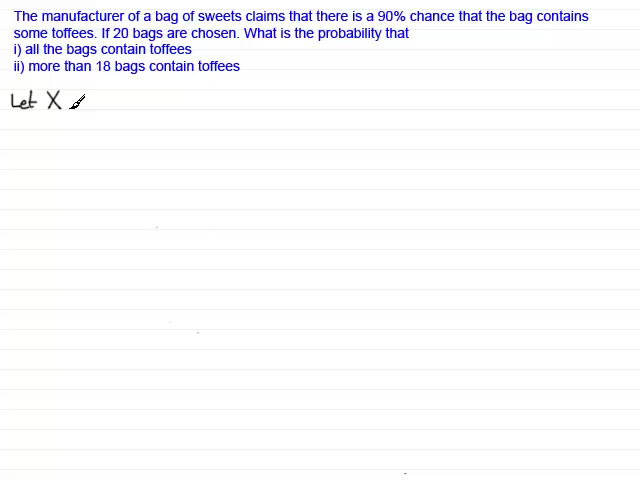 The manufacturer of a bag of sweets claims that there is a 90% chance that the bag contains
some toffees. If 20 bags are chosen. What is the probability that
i) all the bags contain toffees
ii) more than 18 bags contain toffees
Let X